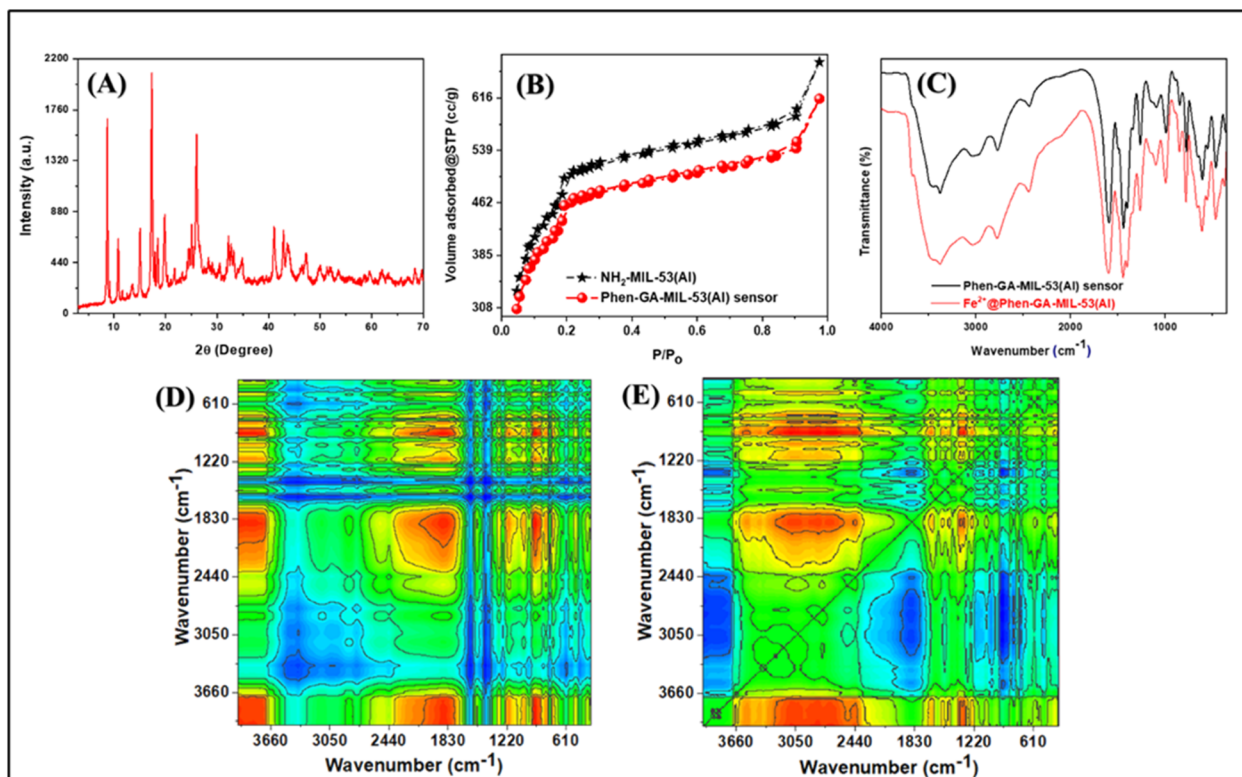 (A)
2200
1760
1320
880
440
0
Intensity (a.u.)
10 20 30 40 50 60 70
2θ (Degree)
(B)
616
539
462
385
308
Volume adsorbed@STP (cc/g)
NH₂-MIL-53(Al)
Phen-GA-MIL-53(Al) sensor
0.0 0.2 0.4 0.6 0.8 1.0
P/Po
(C)
Transmittance (%)
Phen-GA-MIL-53(Al) sensor
Fe²⁺@Phen-GA-MIL-53(Al)
4000 3000 2000 1000
Wavenumber (cm⁻¹)
(D)
610
1220
1830
2440
3050
3660
Wavenumber (cm⁻¹)
3660 3050 2440 1830 1220 610
Wavenumber (cm⁻¹)
(E)
610
1220
1830
2440
3050
3660
Wavenumber (cm⁻¹)
3660 3050 2440 1830 1220 610
Wavenumber (cm⁻¹)